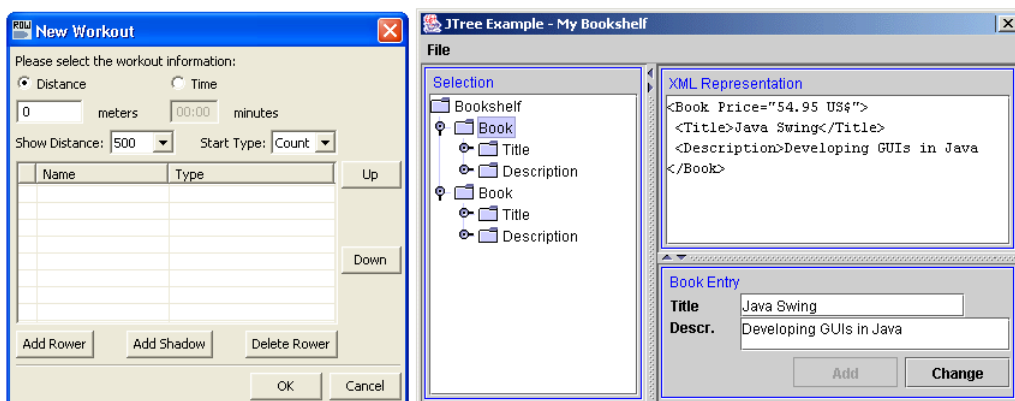 ROW New Workout
Please select the workout information:
Distance Time
0 meters 00:00 minutes
Show Distance: 500 Start Type: Count
Name Type
Up
Down
Add Rower Add Shadow Delete Rower
OK Cancel
JTree Example - My Bookshelf
File
Selection
Bookshelf
Book
Title
Description
Book
Title
Description
XML Representation
<Book Price="54.95 US$">
<Title>Java Swing</Title>
<Description>Developing GUIs in Java
</Book>
Book Entry
Title Java Swing
Descr. Developing GUIs in Java
Add Change